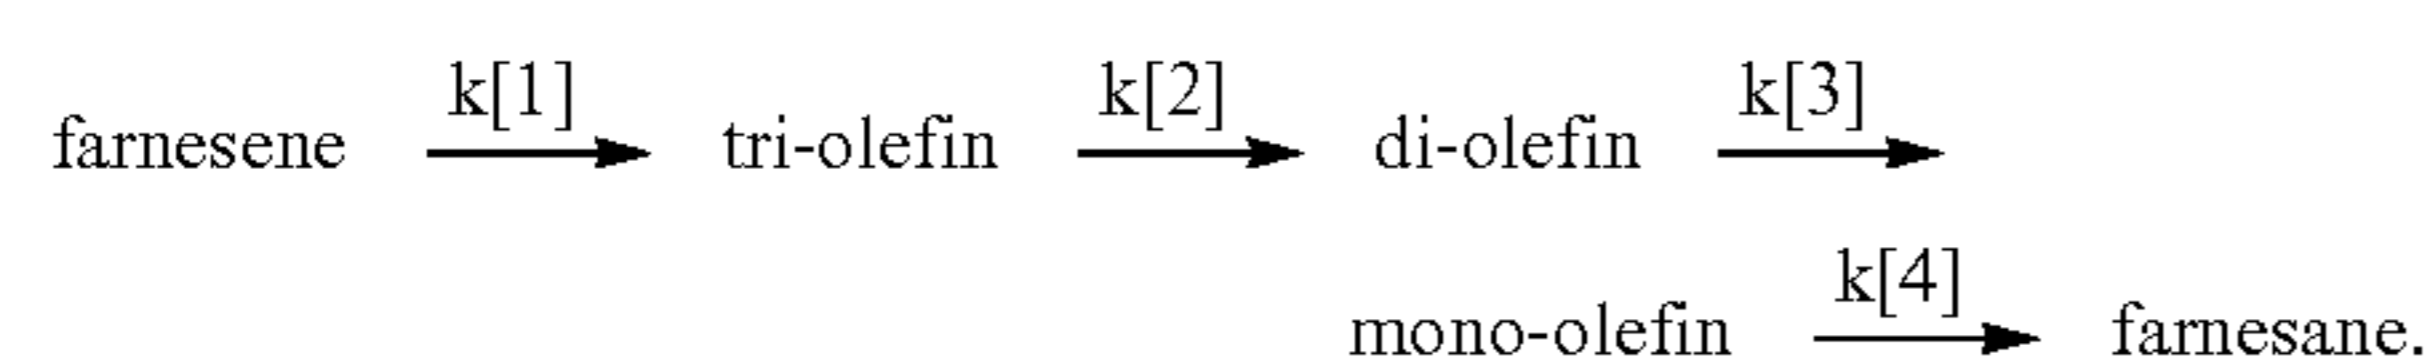 k[1] k[2] k[3]
farnesene tri-olefin di-olefin
k[4]
mono-olefin farnesane.